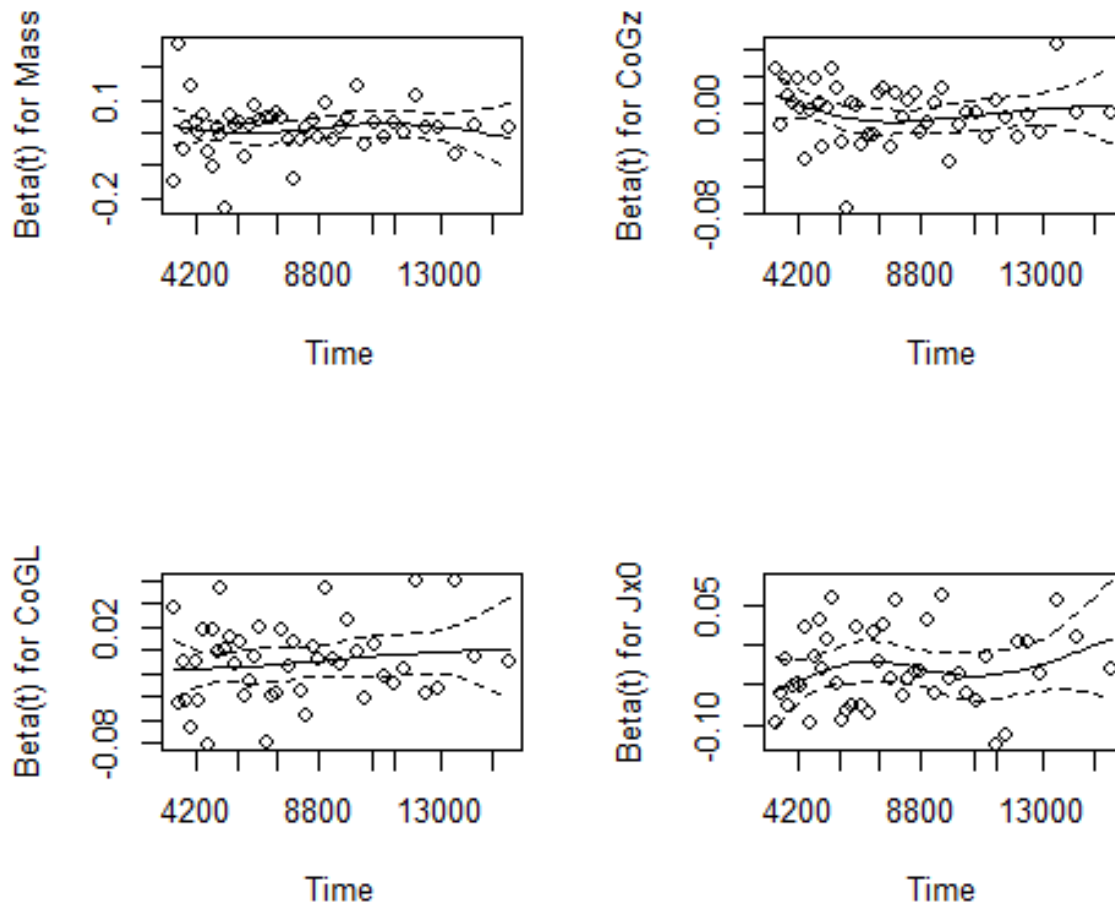 Beta(t) for Mass
0.1
-0.2
4200 8800 13000
Time
Beta(t) for CoGz
0.00
-0.08
4200 8800 13000
Time
Beta(t) for CoGL
0.02
-0.08
4200 8800 13000
Time
Beta(t) for Jx0
0.05
-0.10
4200 8800 13000
Time